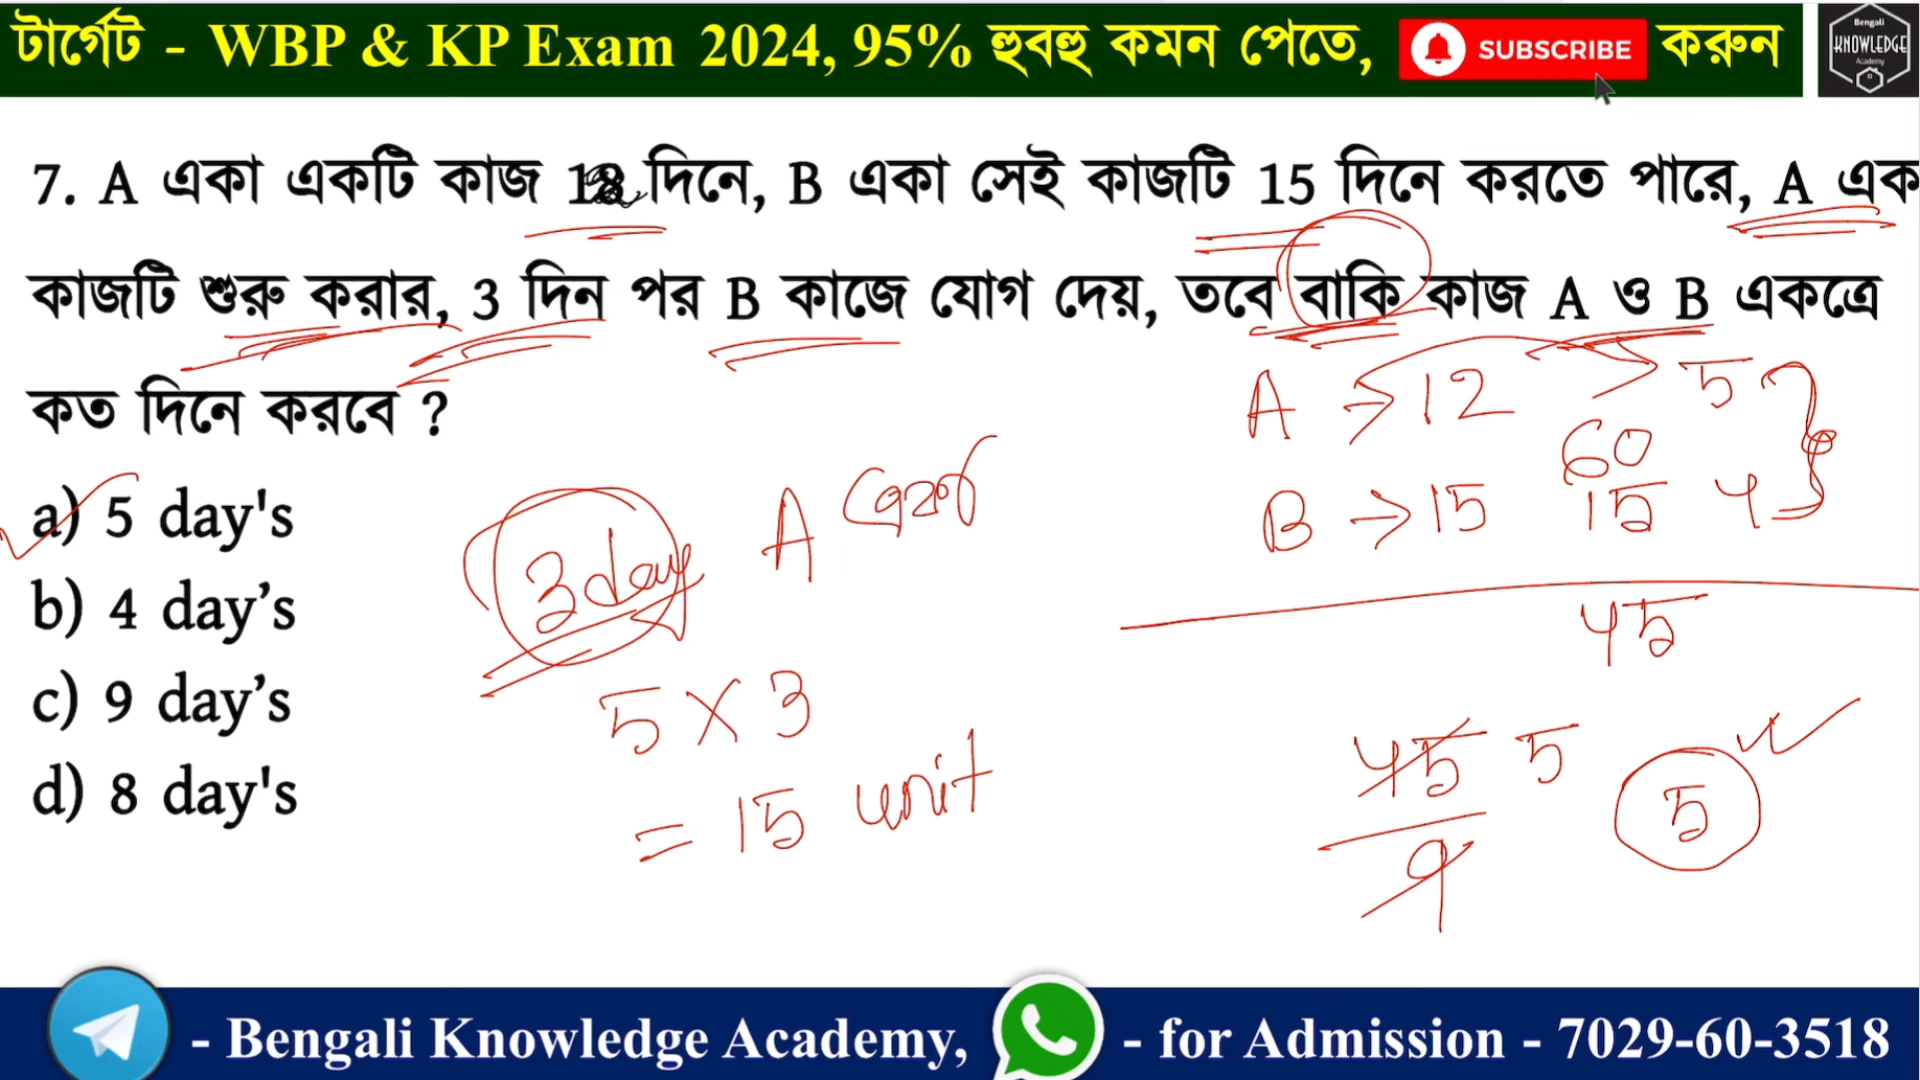 টার্গেট - WBP & KP Exam 2024, 95% হুবহু কমন পেতে, SUBSCRIBE করুন
Bengali
KNOWLEDGE
Academy
7. A একা একটি কাজ দিনে, B একা সেই কাজটি 15 দিনে করতে পারে, A এক
কাজটি শুরু করার, 3 দিন পর B কাজে যোগ দেয়, তবে বাকি কাজ A ও B একত্রে
কত দিনে করবে ?
a) 5 day's
b) 4 day’s
c) 9 day’s
d) 8 day's
3 day A
5 × 3
= 15 unit
A → 12 5
60
B → 15 15 4
45
45 5
9
5
- Bengali Knowledge Academy, - for Admission - 7029-60-3518